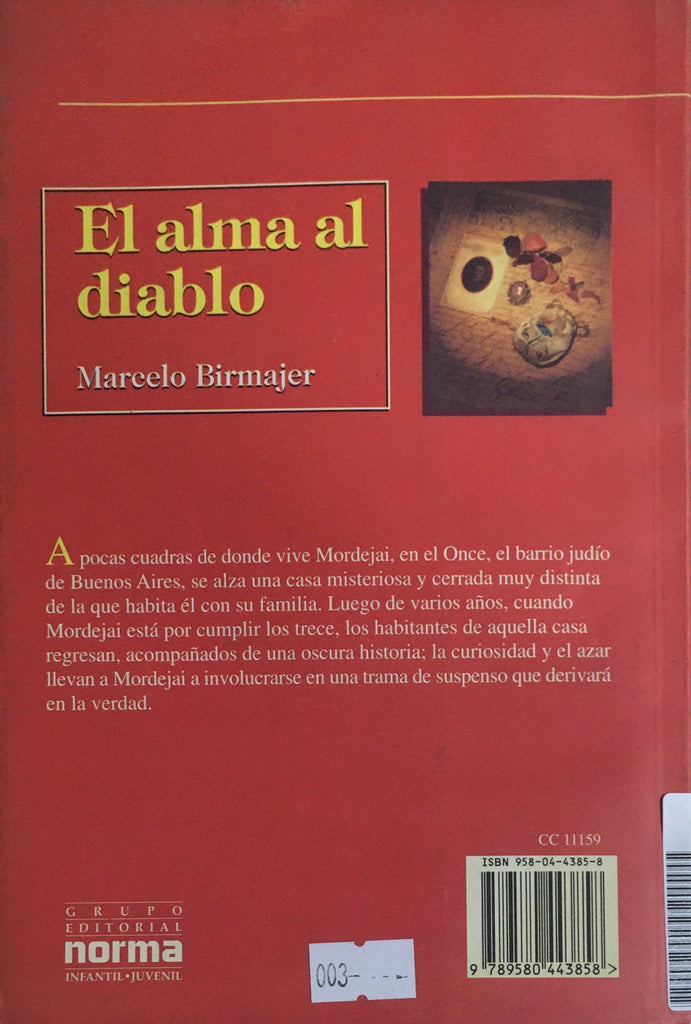 El alma al
diablo
Marcelo Birmajer
A pocas cuadras de donde vive Mordejai, en el Once, el barrio judío
de Buenos Aires, se alza una casa misteriosa y cerrada muy distinta
de la que habita él con su familia. Luego de varios años, cuando
Mordejai está por cumplir los trece, los habitantes de aquella casa
regresan, acompañados de una oscura historia; la curiosidad y el azar
llevan a Mordejai a involucrarse en una trama de suspenso que derivará
en la verdad.
CC 11159
ISBN 958-04-4385-8
9 789580 443858 >
GRUPO
EDITORIAL
norma
INFANTIL•JUVENIL
003-